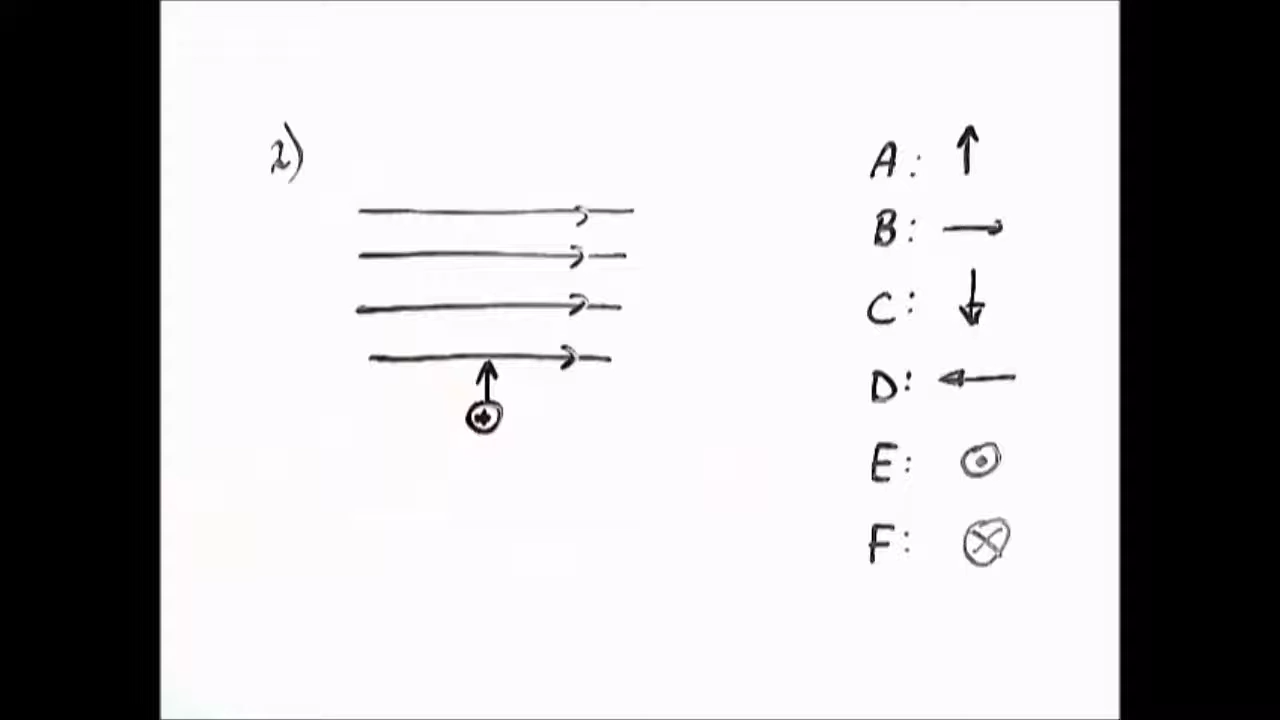 2)
A: ↑
B: →
C: ↓
D: ←
E: ⊙
F: ⊗
+